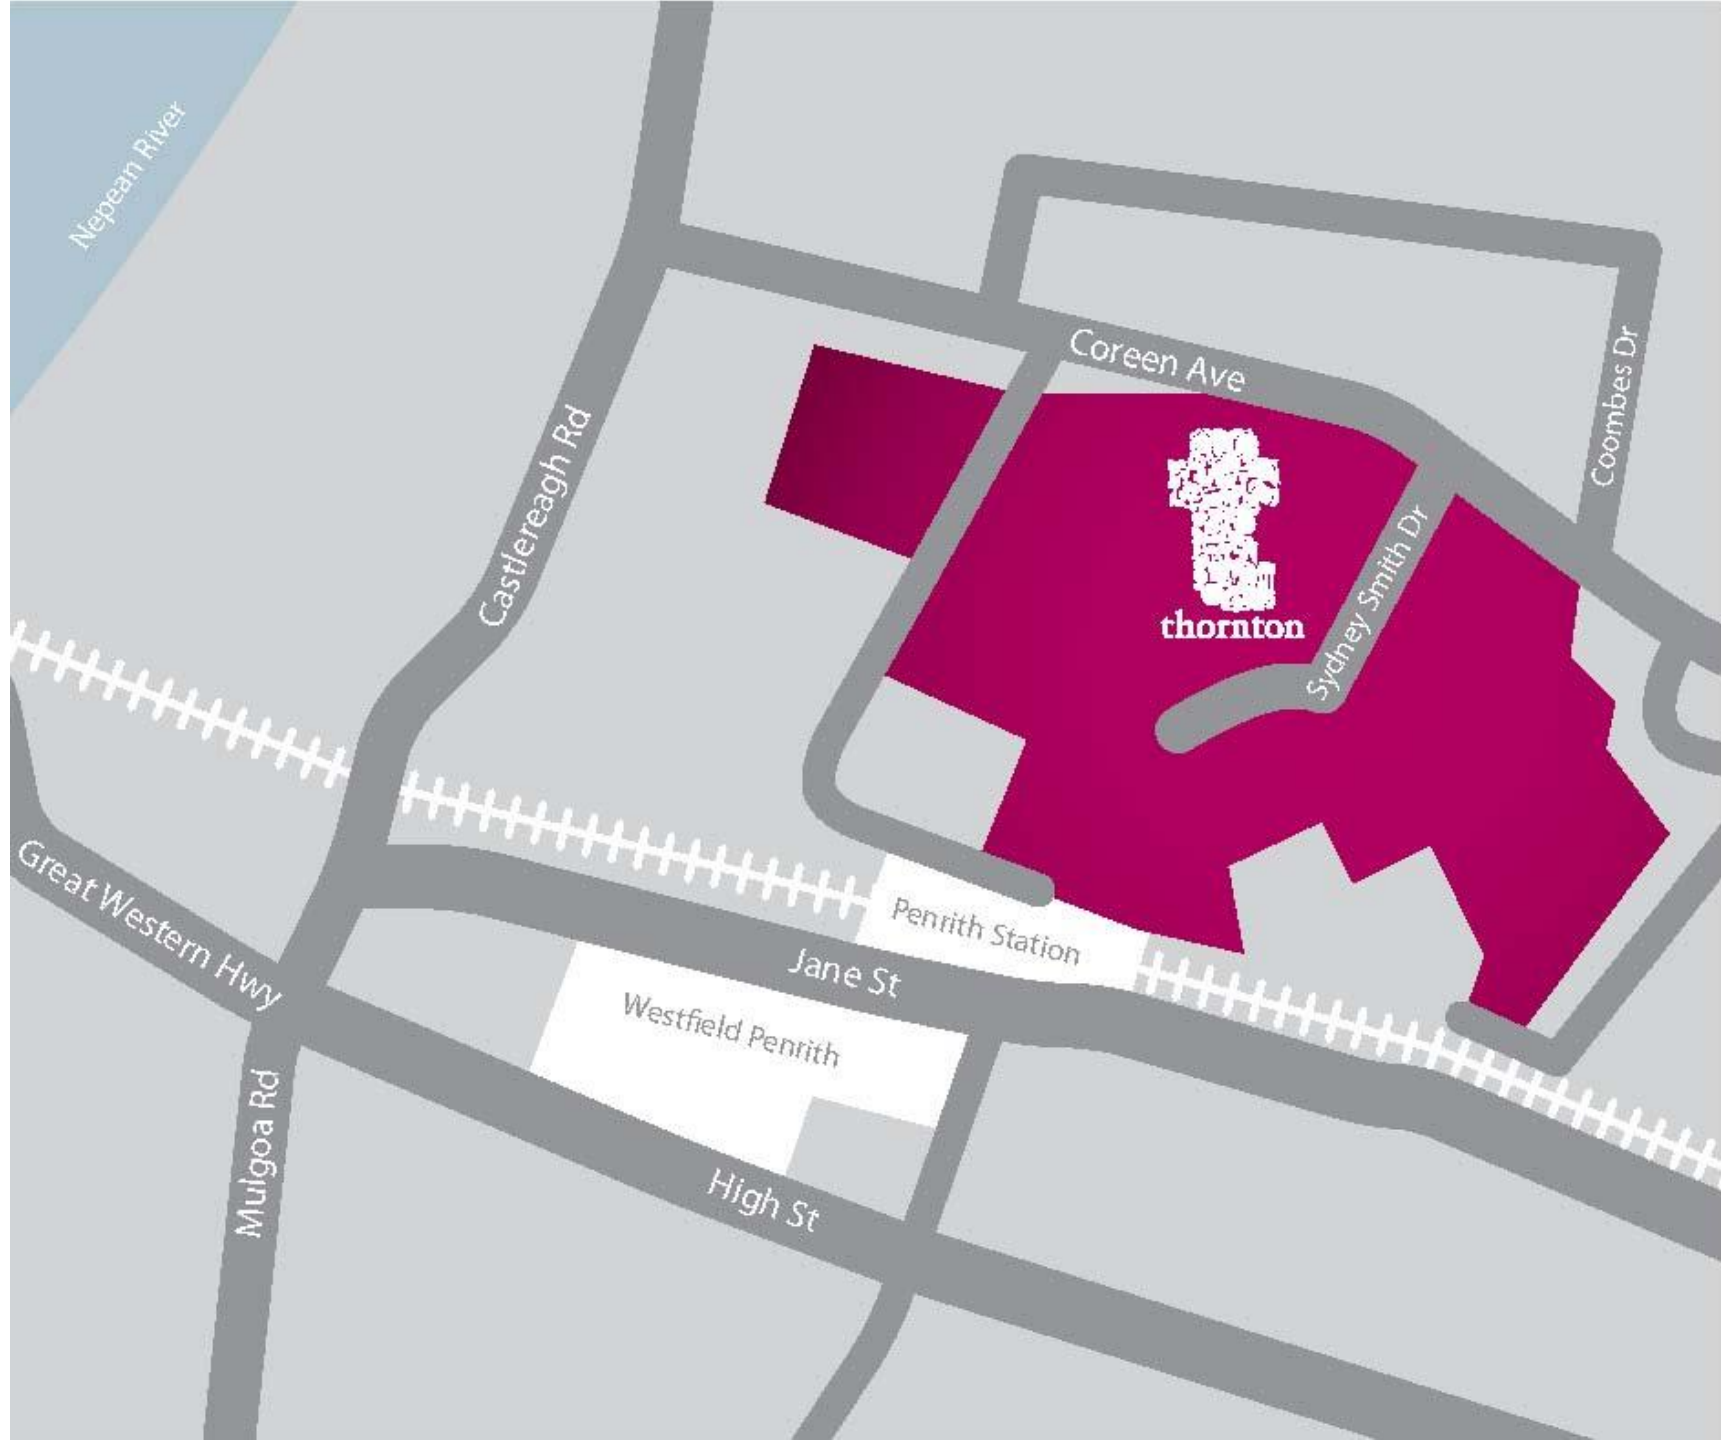 Nepean River
Coreen Ave
Coombes Dr
Castlereagh Rd
Sydney Smith Dr
thornton
Great Western Hwy
Penrith Station
Jane St
Westfield Penrith
Mulgoa Rd
High St